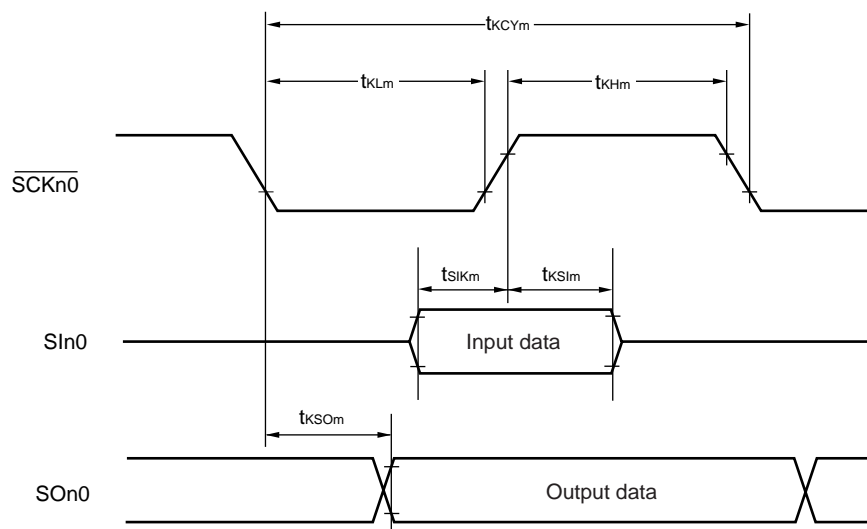 tKCYm
tKLm
tKHm
SCKn0
tSIKm
tKSIm
SIn0
Input data
tKSOm
SOn0
Output data